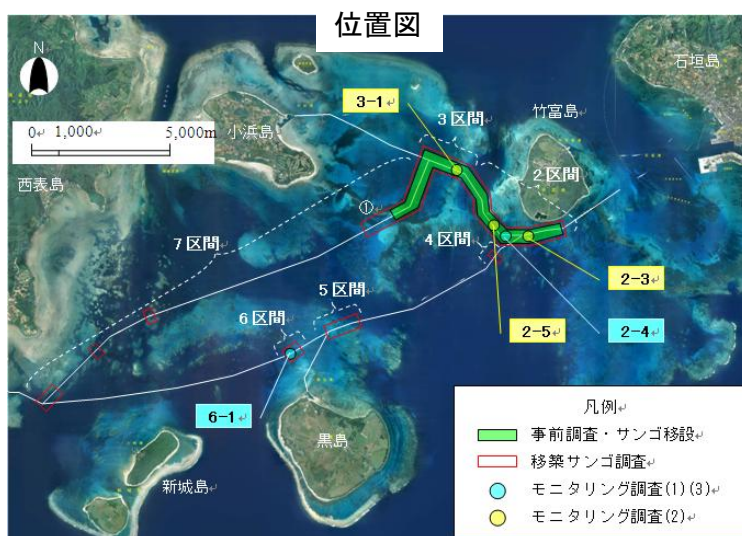 位置図
N
0 1,000 5,000m
石垣島
3-1
小浜島
3区間
竹富島
西表島
2区間
①
7区間
4区間
5区間
6区間
2-3
2-5
2-4
6-1
黒島
新城島
凡例
事前調査・サンゴ移設
移築サンゴ調査
モニタリング調査(1)(3)
モニタリング調査(2)